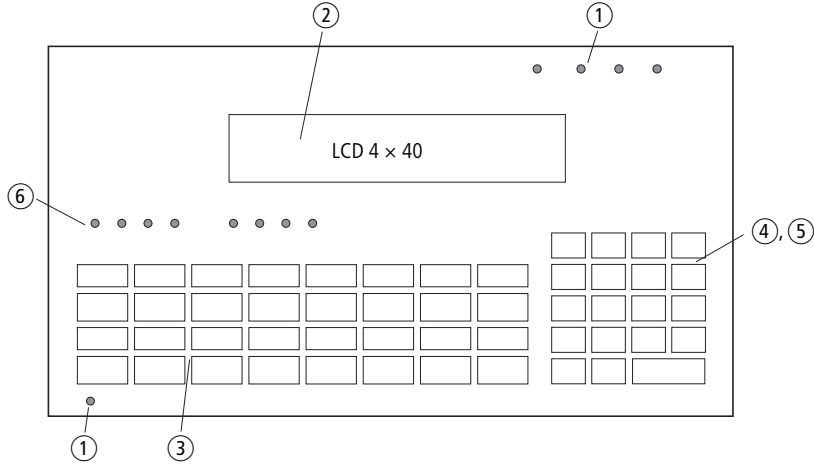 ② ①
LCD 4 × 40
⑥
④, ⑤
① ③